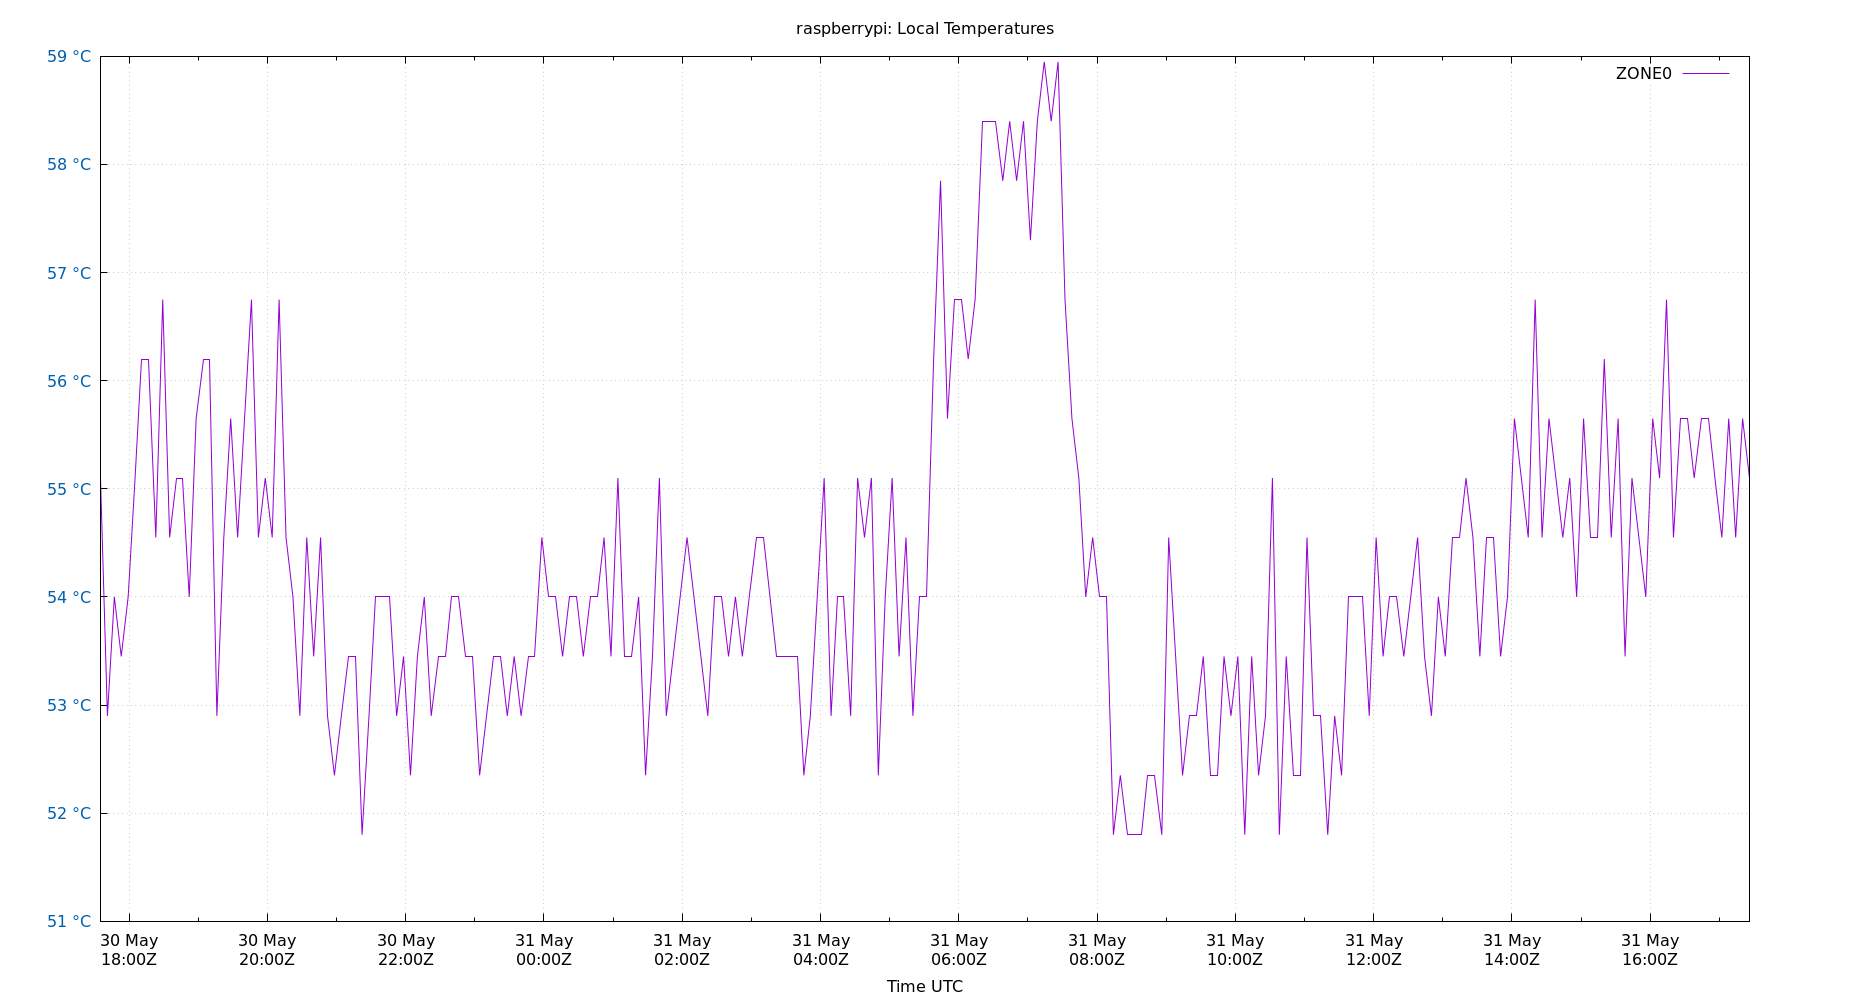 raspberrypi: Local Temperatures
59 °C
58 °C
57 °C
56 °C
55 °C
54 °C
53 °C
52 °C
51 °C
ZONE0
30 May 30 May 30 May 31 May 31 May 31 May 31 May 31 May 31 May 31 May 31 May 31 May
18:00Z 20:00Z 22:00Z 00:00Z 02:00Z 04:00Z 06:00Z 08:00Z 10:00Z 12:00Z 14:00Z 16:00Z
Time UTC